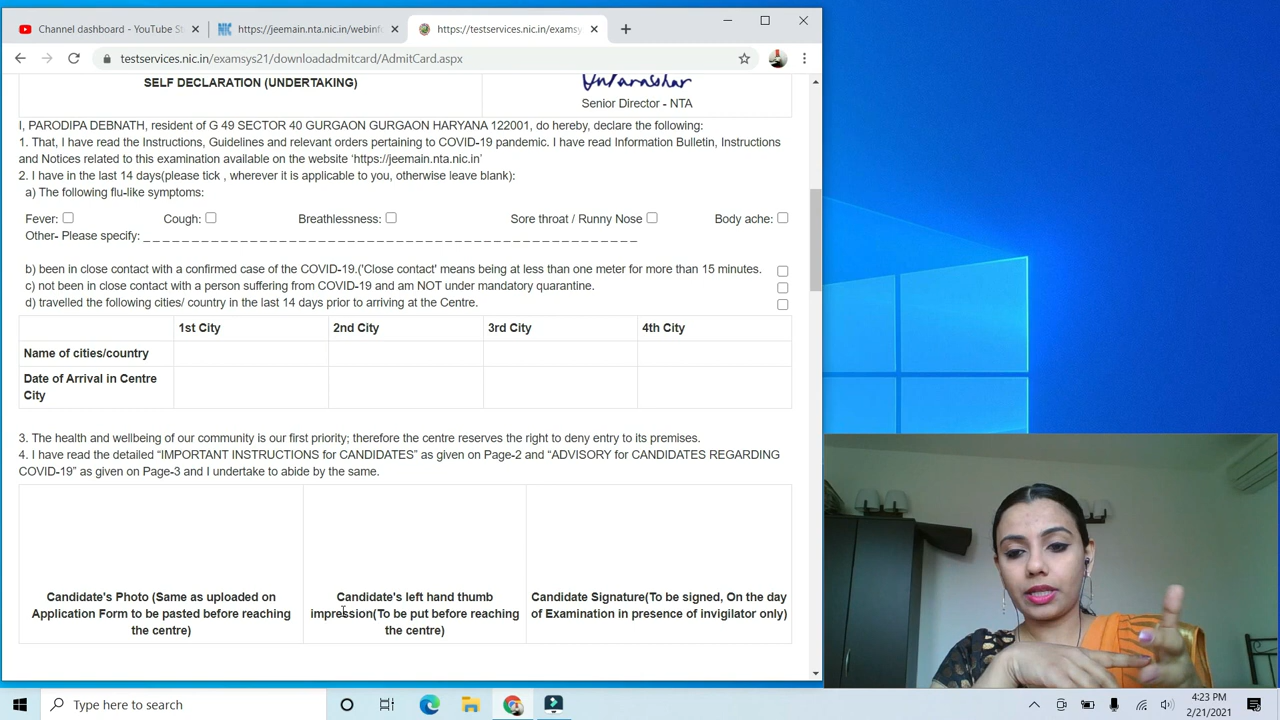 Channel dashboard - YouTube S
https://jeemain.nta.nic.in/webinf
https://testservices.nic.in/examsy
testservices.nic.in/examsys21/downloadadmitcard/AdmitCard.aspx
SELF DECLARATION (UNDERTAKING)
Senior Director - NTA
I, PARODIPA DEBNATH, resident of G 49 SECTOR 40 GURGAON GURGAON HARYANA 122001, do hereby, declare the following:
1. That, I have read the Instructions, Guidelines and relevant orders pertaining to COVID-19 pandemic. I have read Information Bulletin, Instructions
and Notices related to this examination available on the website ‘https://jeemain.nta.nic.in’
2. I have in the last 14 days(please tick , wherever it is applicable to you, otherwise leave blank):
a) The following flu-like symptoms:
Fever: Cough: Breathlessness: Sore throat / Runny Nose Body ache:
Other- Please specify: _ _ _ _ _ _ _ _ _ _ _ _ _ _ _ _ _ _ _ _ _ _ _ _ _ _ _ _ _ _ _ _ _ _ _ _ _ _ _ _ _ _ _ _ _ _ _ _ _ _ _
b) been in close contact with a confirmed case of the COVID-19.('Close contact' means being at less than one meter for more than 15 minutes.
c) not been in close contact with a person suffering from COVID-19 and am NOT under mandatory quarantine.
d) travelled the following cities/ country in the last 14 days prior to arriving at the Centre.
1st City 2nd City 3rd City 4th City
Name of cities/country
Date of Arrival in Centre
City
3. The health and wellbeing of our community is our first priority; therefore the centre reserves the right to deny entry to its premises.
4. I have read the detailed “IMPORTANT INSTRUCTIONS for CANDIDATES” as given on Page-2 and “ADVISORY for CANDIDATES REGARDING
COVID-19” as given on Page-3 and I undertake to abide by the same.
Candidate's Photo (Same as uploaded on
Application Form to be pasted before reaching
the centre)
Candidate's left hand thumb
impression(To be put before reaching
the centre)
Candidate Signature(To be signed, On the day
of Examination in presence of invigilator only)
Type here to search
4:23 PM
2/21/2021